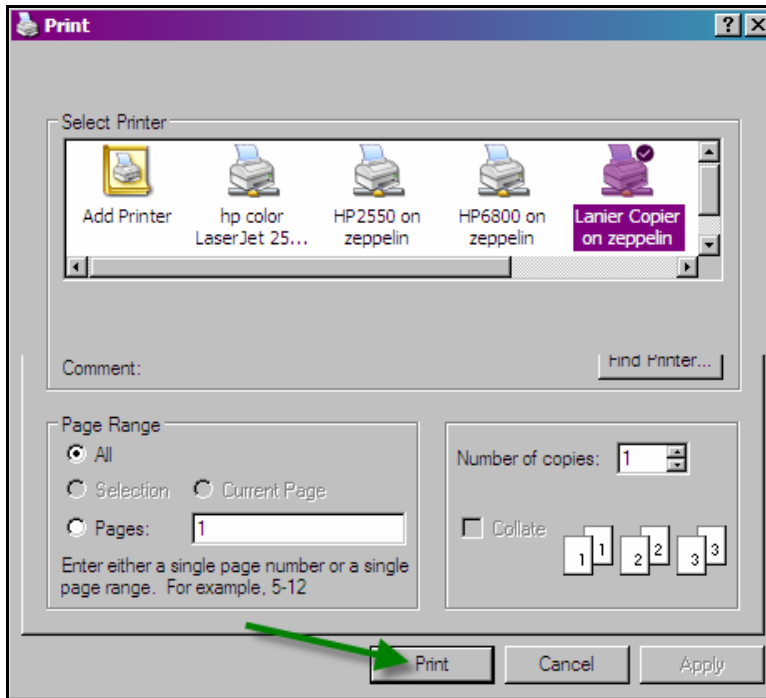 Print
Select Printer
Add Printer
hp color
LaserJet 25...
HP2550 on
zeppelin
HP6800 on
zeppelin
Lanier Copier
on zeppelin
Comment:
Find Printer...
Page Range
All
Selection
Current Page
Pages:
1
Enter either a single page number or a single
page range. For example, 5-12
Number of copies:
1
Collate
1 1 2 2 3 3
Print
Cancel
Apply